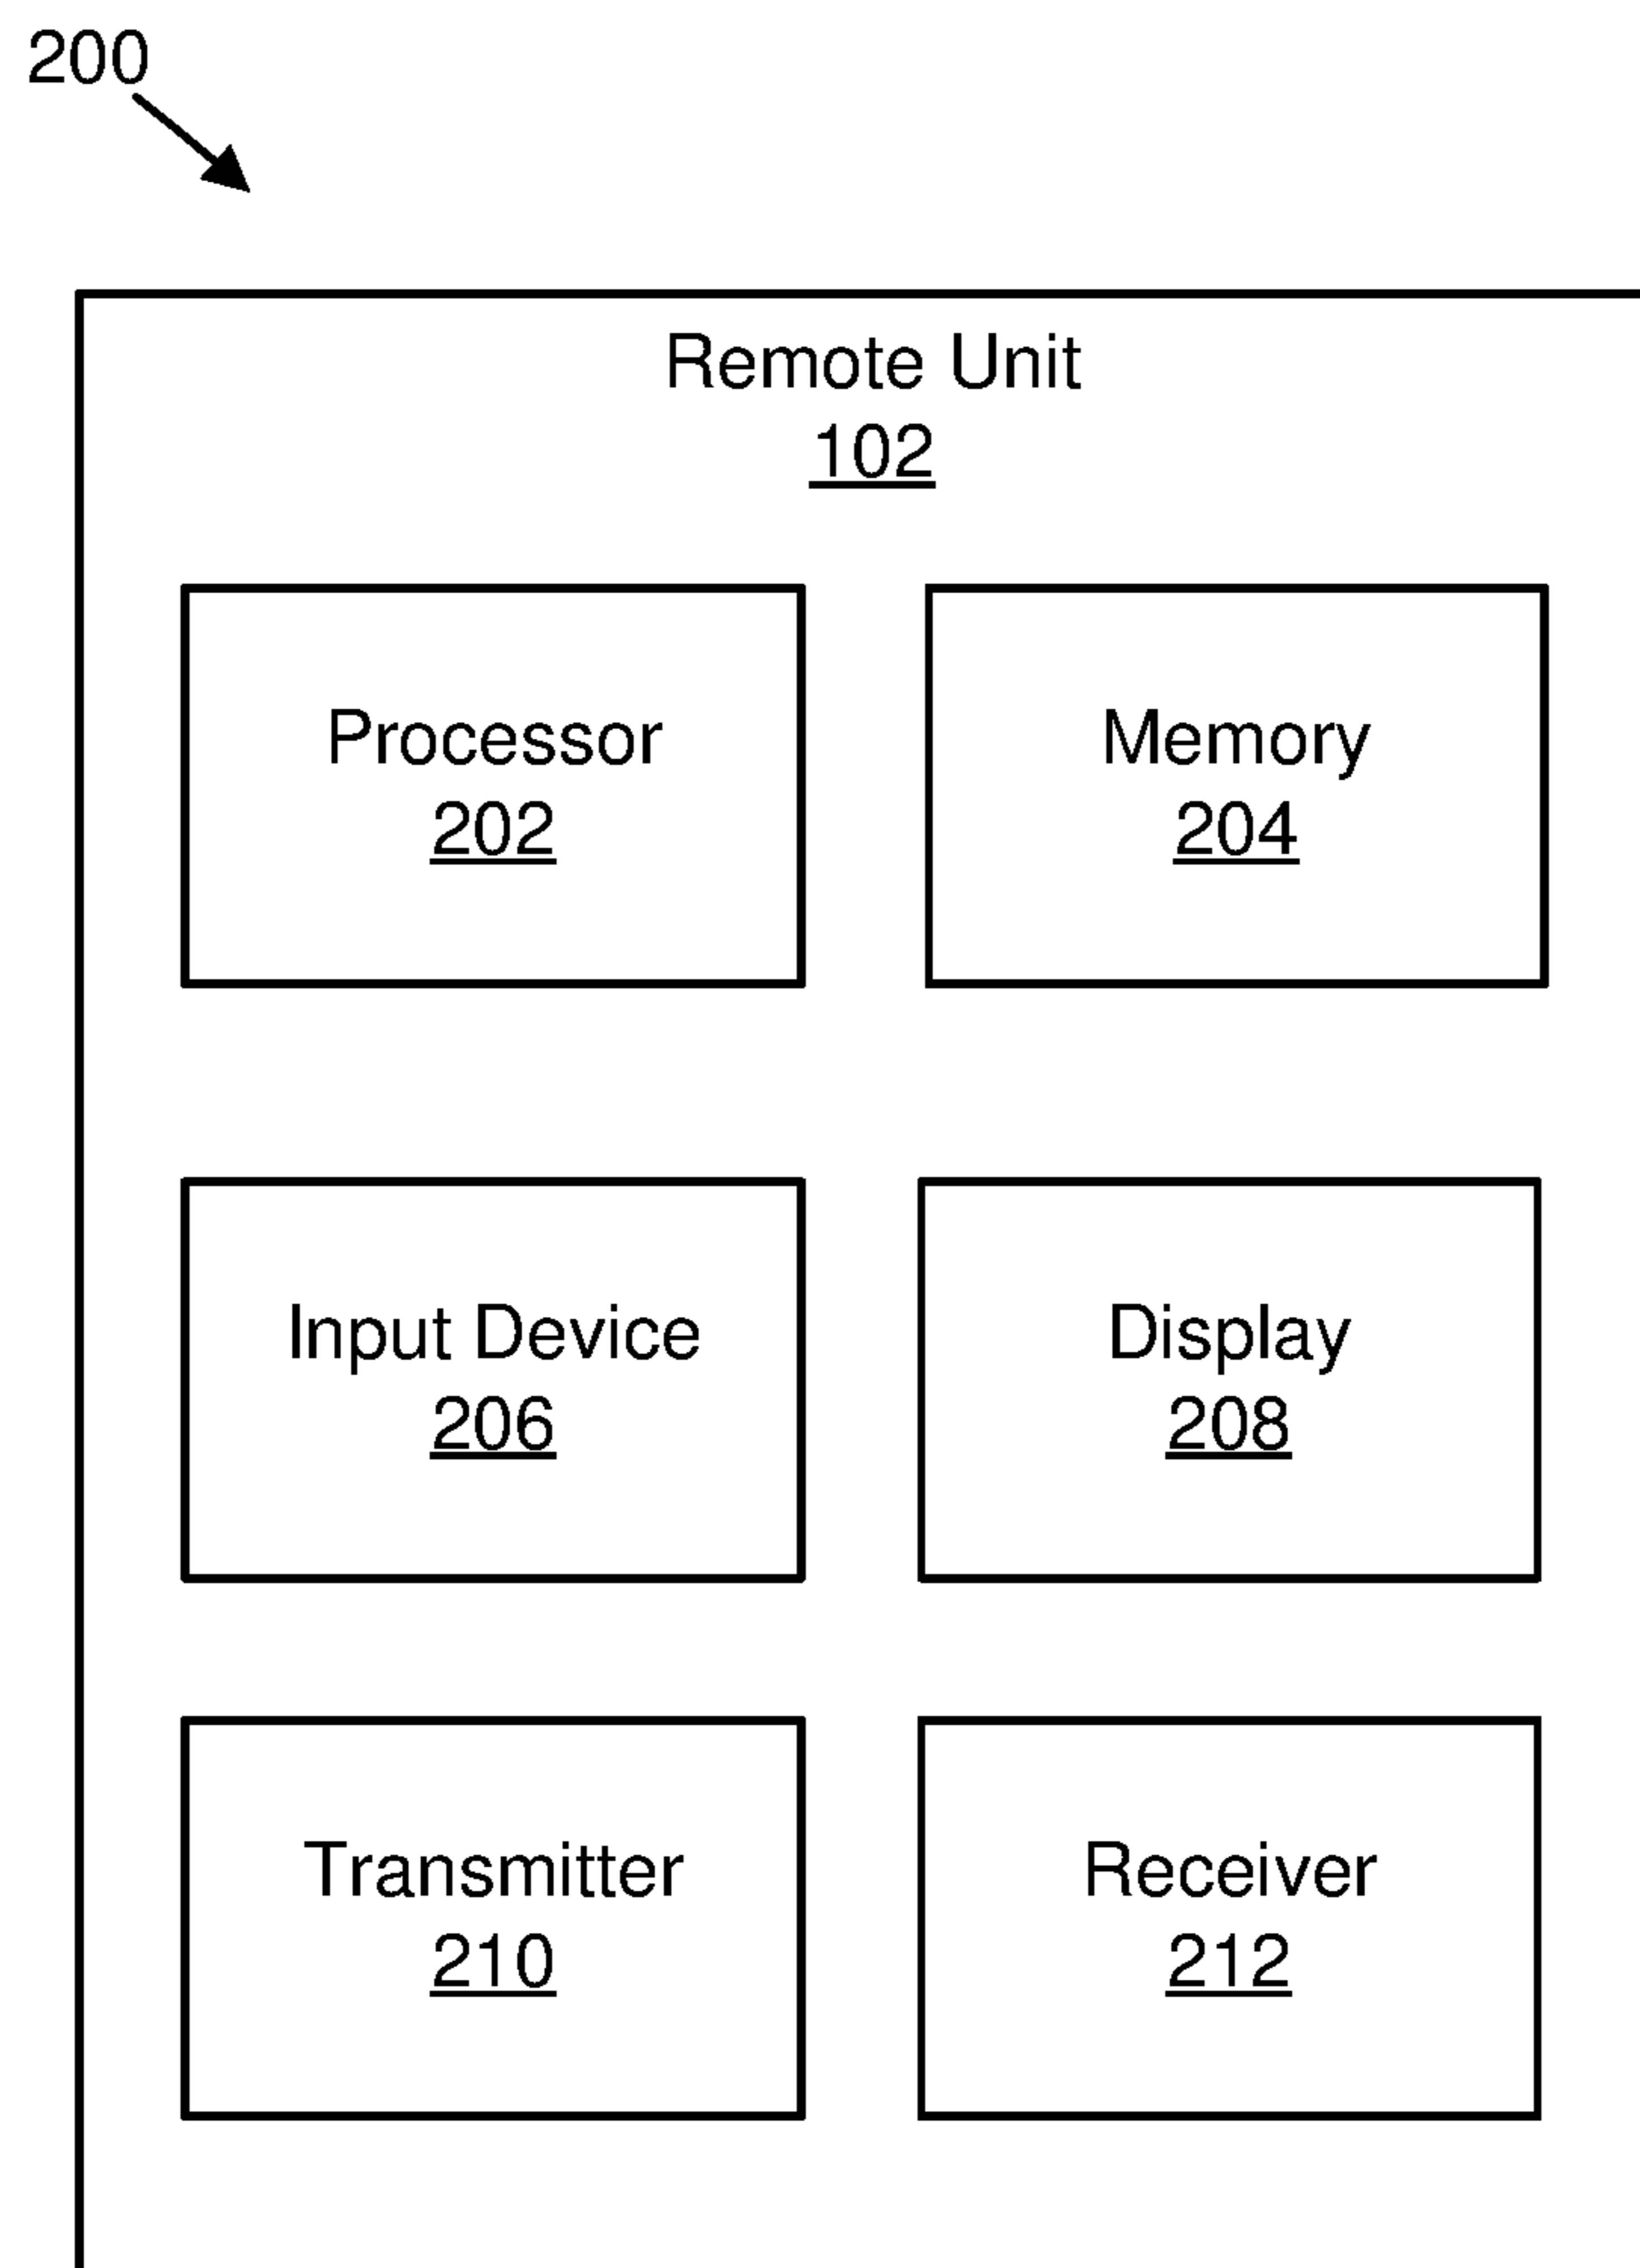 200
Remote Unit
102
Processor
202
Memory
204
Input Device
206
Display
208
Transmitter
210
Receiver
212